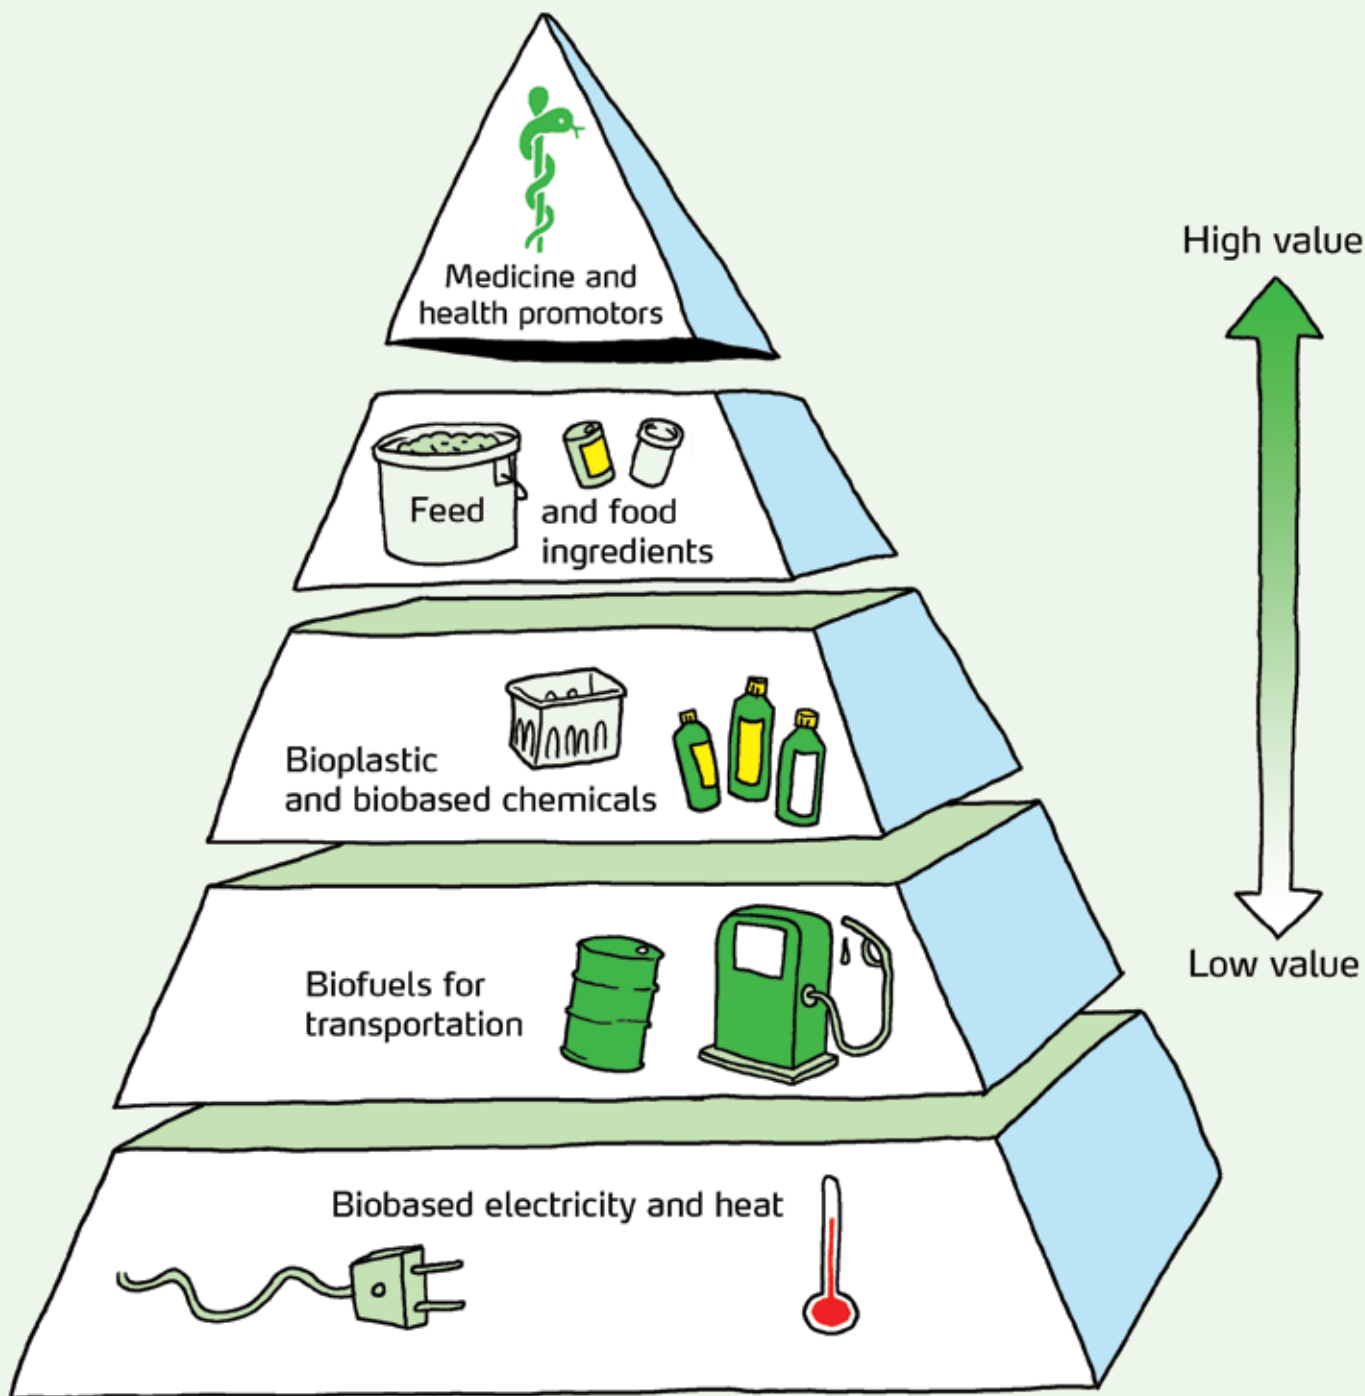 Medicine and
health promotors
High value
Feed and food
ingredients
Bioplastic
and biobased chemicals
Biofuels for
transportation
Low value
Biobased electricity and heat